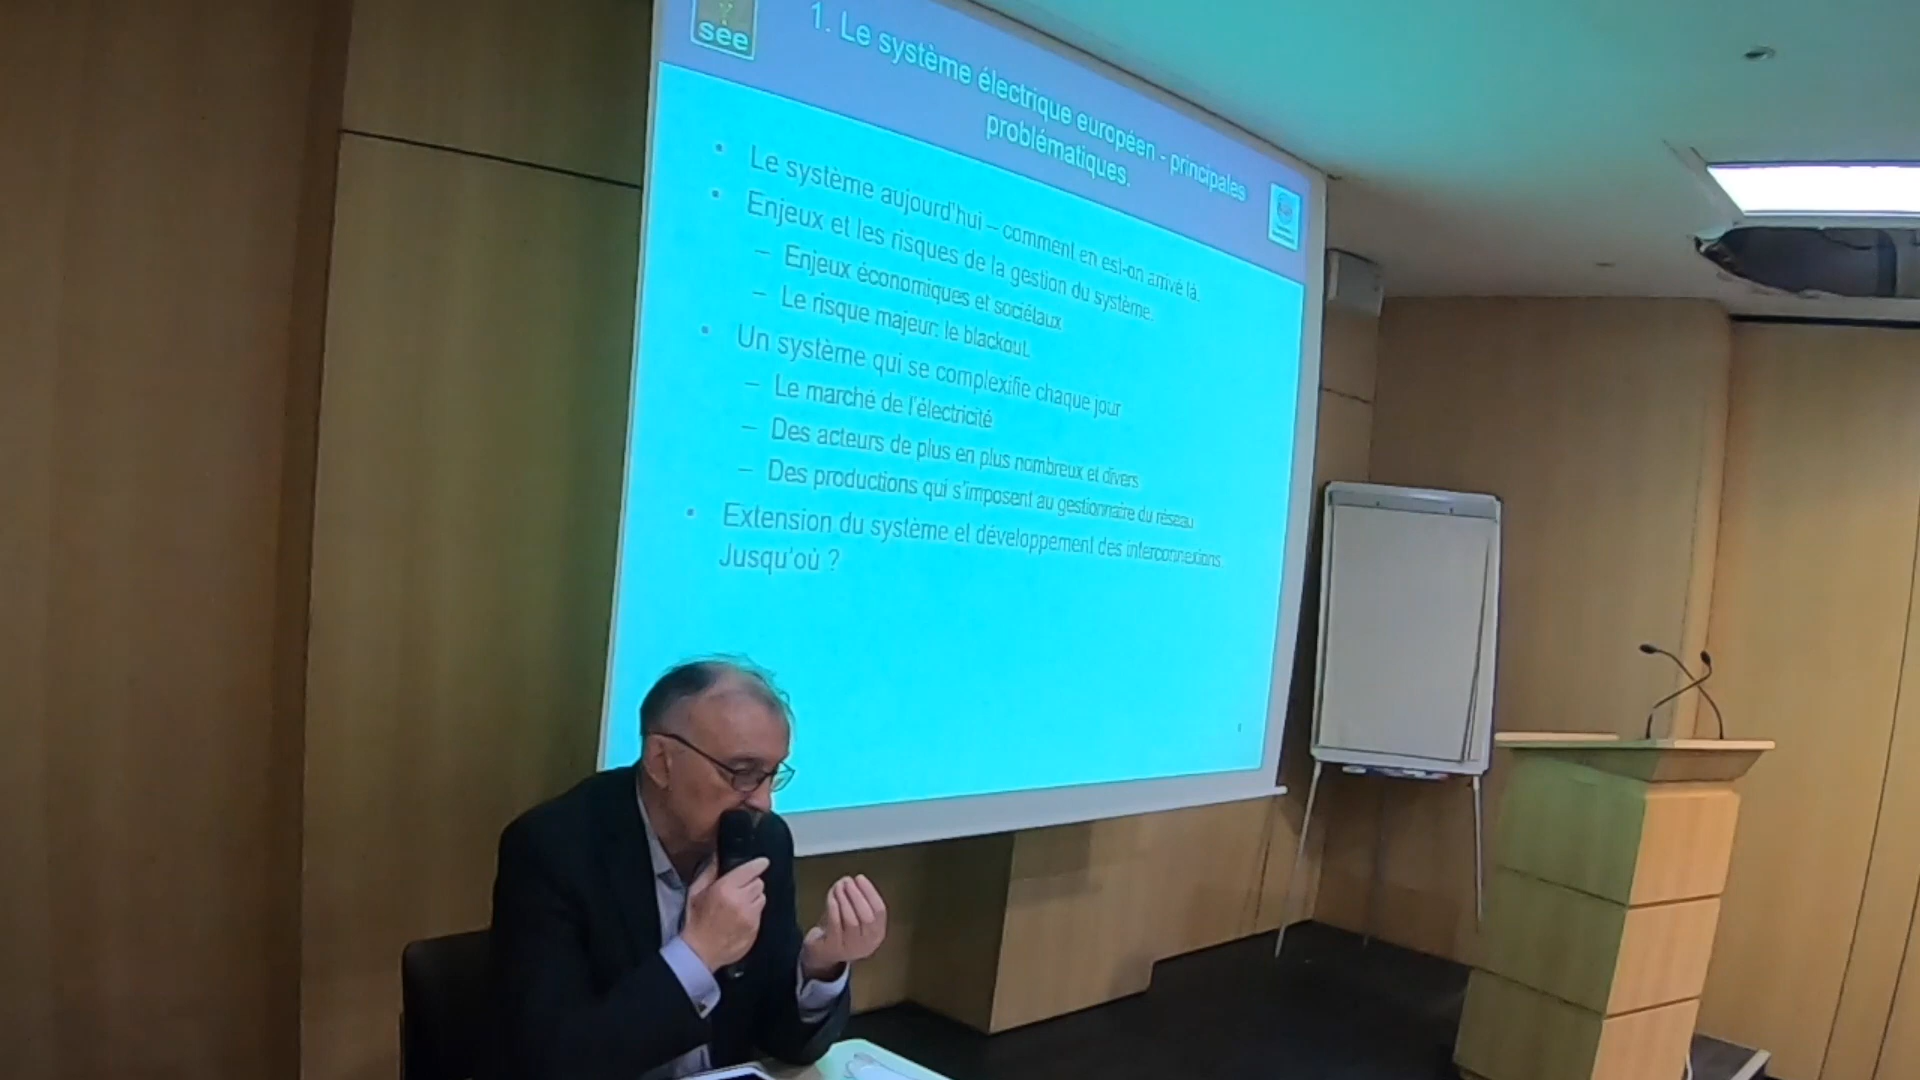 see
1. Le système électrique européen - principales
problématiques.
• Le système aujourd'hui – comment en est-on arrivé là.
• Enjeux et les risques de la gestion du système.
– Enjeux économiques et sociétaux
– Le risque majeur: le blackout.
• Un système qui se complexifie chaque jour
– Le marché de l'électricité
– Des acteurs de plus en plus nombreux et divers
– Des productions qui s'imposent au gestionnaire du réseau
• Extension du système et développement des interconnexions
Jusqu'où ?